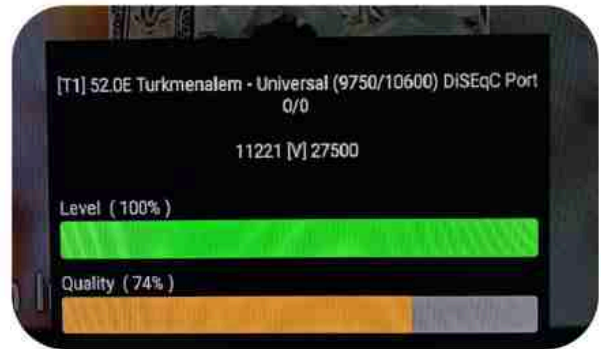 [T1] 52.0E Turkmenalem - Universal (9750/10600) DiSEqC Port
0/0
11221 [V] 27500
Level ( 100% )
Quality ( 74% )